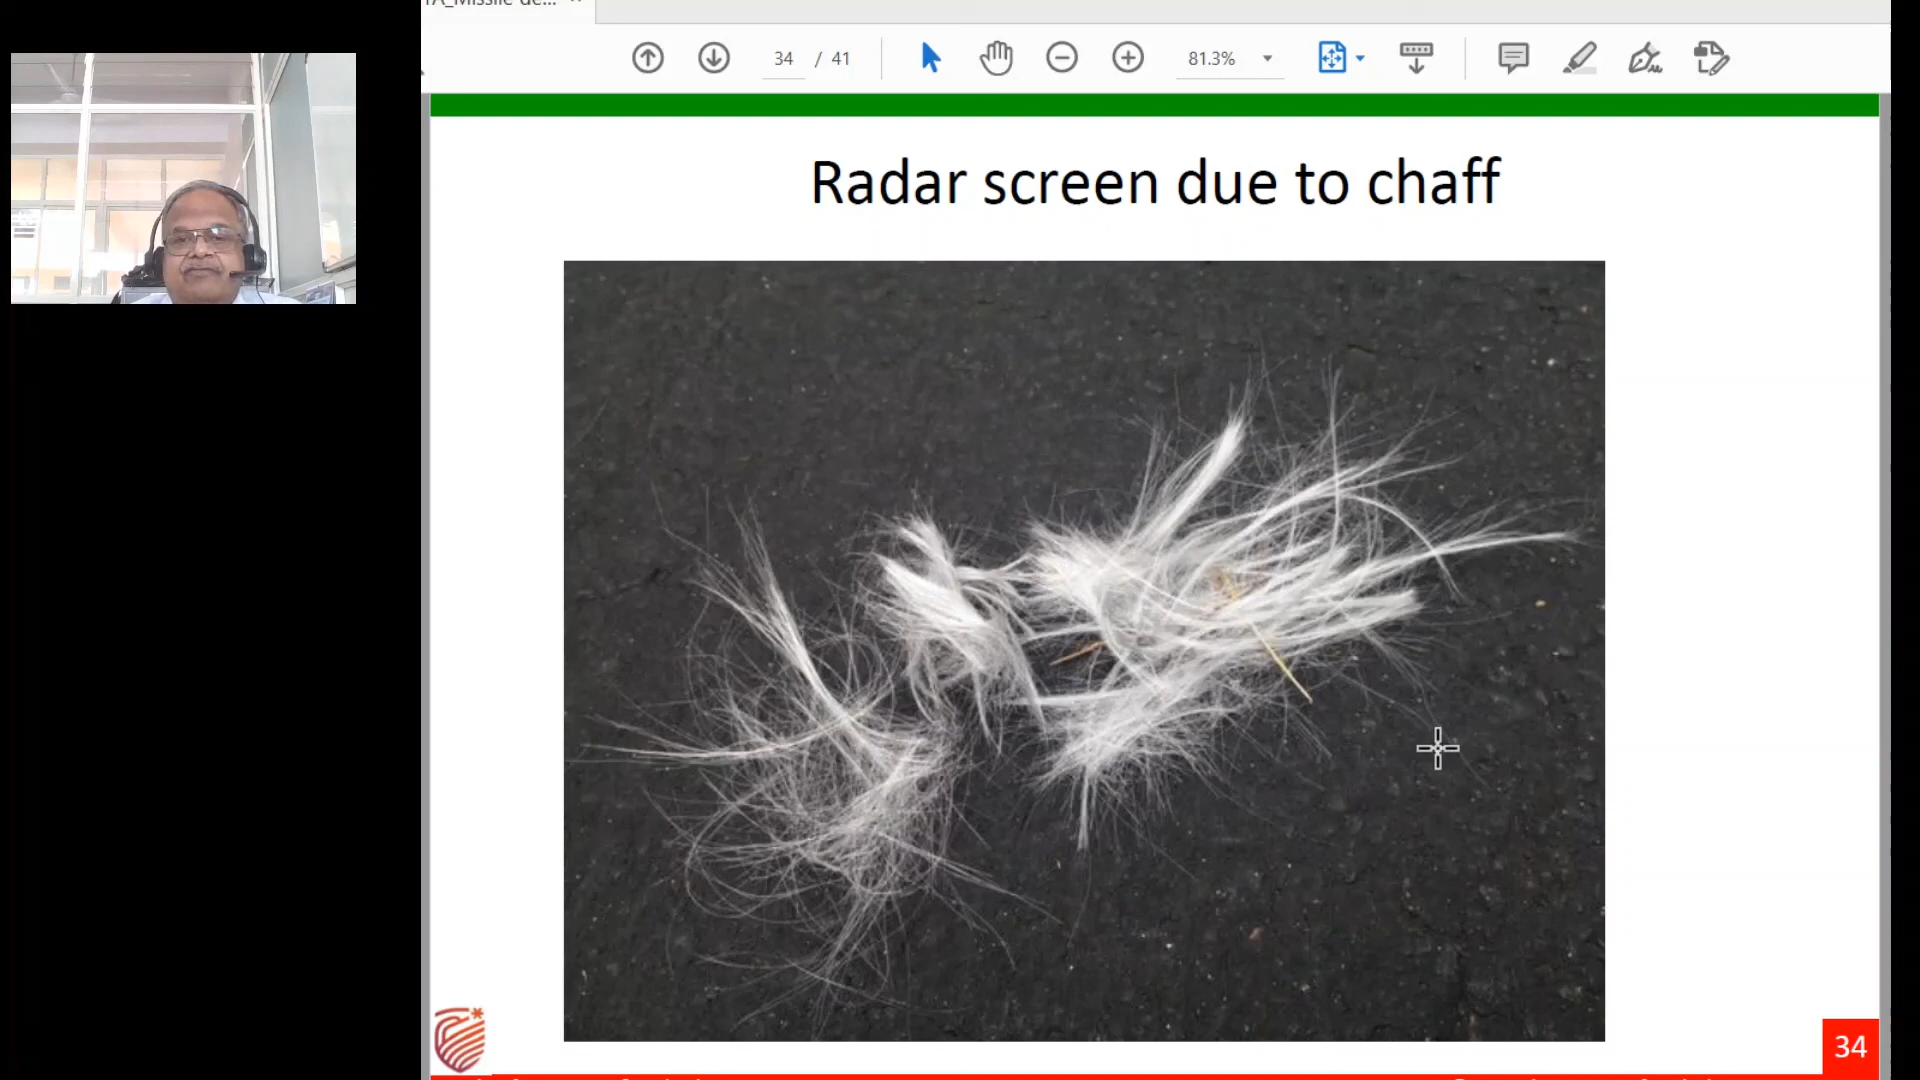 34 / 41
81.3%
Radar screen due to chaff
34